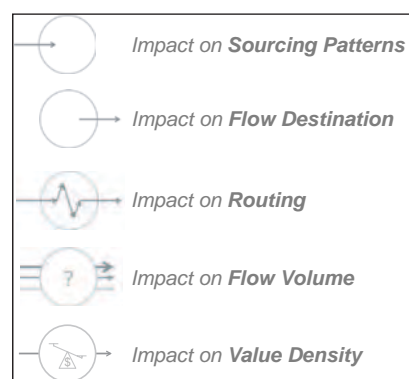 Impact on Sourcing Patterns
Impact on Flow Destination
Impact on Routing
?
Impact on Flow Volume
$
Impact on Value Density